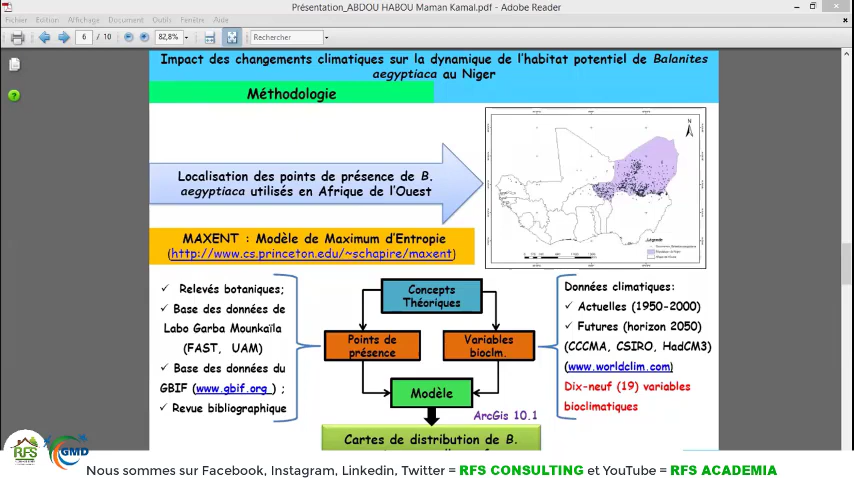 Présentation_ABDOU HABOU Maman Kamal.pdf - Adobe Reader
Fichier Edition Affichage Document Outils Fenêtre Aide
6 / 10 82,8% Rechercher
Impact des changements climatiques sur la dynamique de l'habitat potentiel de Balanites
aegyptiaca au Niger
Méthodologie
Localisation des points de présence de B.
aegyptiaca utilisés en Afrique de l'Ouest
N
Légende
MAXENT : Modèle de Maximum d'Entropie
(http://www.cs.princeton.edu/~schapire/maxent)
✓ Relevés botaniques;
✓ Base des données de
Labo Garba Mounkaïla
(FAST, UAM)
✓ Base des données du
GBIF (www.gbif.org ) ;
✓ Revue bibliographique
Concepts
Théoriques
Points de
présence
Variables
bioclm.
Modèle
ArcGis 10.1
Cartes de distribution de B.
Données climatiques:
✓ Actuelles (1950-2000)
✓ Futures (horizon 2050)
(CCCMA, CSIRO, HadCM3)
(www.worldclim.com)
Dix-neuf (19) variables
bioclimatiques
RFS
GMD
Nous sommes sur Facebook, Instagram, Linkedin, Twitter = RFS CONSULTING et YouTube = RFS ACADEMIA